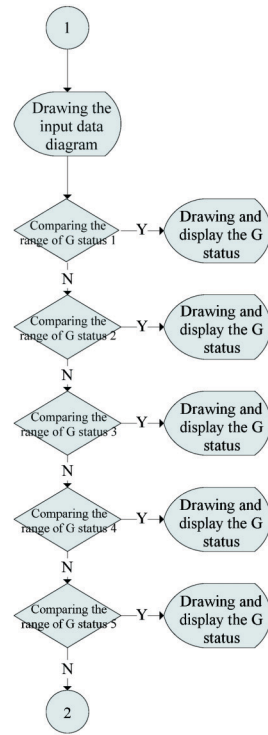 1
Drawing the
input data
diagram
Comparing the
range of G status 1
Y
Drawing and
display the G
status
N
Comparing the
range of G status 2
Y
Drawing and
display the G
status
N
Comparing the
range of G status 3
Y
Drawing and
display the G
status
N
Comparing the
range of G status 4
Y
Drawing and
display the G
status
N
Comparing the
range of G status 5
Y
Drawing and
display the G
status
N
2